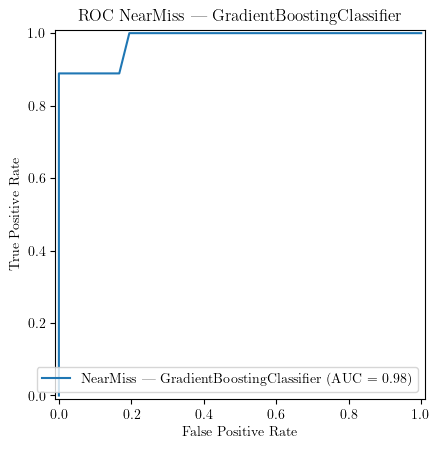 ROC NearMiss — GradientBoostingClassifier
1.0
0.8
0.6
0.4
0.2
0.0
True Positive Rate
NearMiss — GradientBoostingClassifier (AUC = 0.98)
0.0 0.2 0.4 0.6 0.8 1.0
False Positive Rate